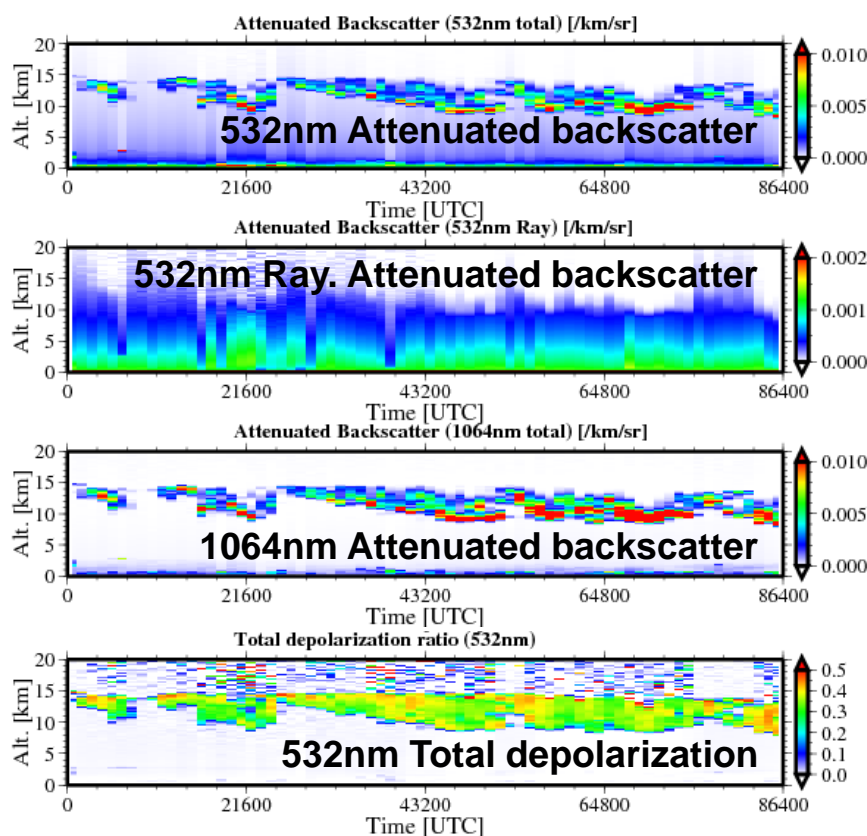 Attenuated Backscatter (532nm total) [/km/sr]
20
15
10
5
0
Alt. [km]
532nm Attenuated backscatter
0.010
0.005
0.000
0 21600 43200 64800 86400
Time [UTC]
Attenuated Backscatter (532nm Ray) [/km/sr]
20
15
10
5
0
Alt. [km]
532nm Ray. Attenuated backscatter
0.002
0.001
0.000
0 21600 43200 64800 86400
Time [UTC]
Attenuated Backscatter (1064nm total) [/km/sr]
20
15
10
5
0
Alt. [km]
1064nm Attenuated backscatter
0.010
0.005
0.000
0 21600 43200 64800 86400
Time [UTC]
Total depolarization ratio (532nm)
20
15
10
5
0
Alt. [km]
532nm Total depolarization
0.5
0.4
0.3
0.2
0.1
0.0
0 21600 43200 64800 86400
Time [UTC]